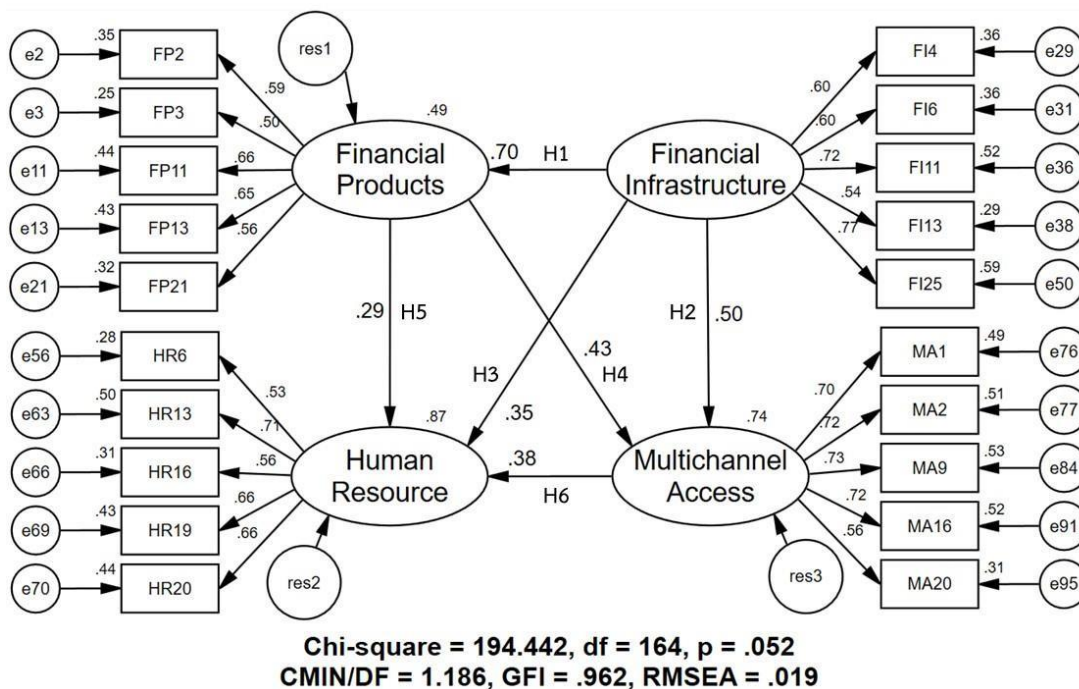 e2 .35 FP2
e3 .25 FP3
e11 .44 FP11
e13 .43 FP13
e21 .32 FP21
.59
.50
.66
.65
.56
res1
.49
Financial
Products
.70 H1
Financial
Infrastructure
.60
.60
.72
.54
.77
FI4 .36 e29
FI6 .36 e31
FI11 .52 e36
FI13 .29 e38
FI25 .59 e50
.29 H5
H3
.35
.43
H4
H2 .50
e56 .28 HR6
e63 .50 HR13
e66 .31 HR16
e69 .43 HR19
e70 .44 HR20
.53
.71
.56
.66
.66
.87
Human
Resource
res2
.38
H6
.74
Multichannel
Access
res3
.70
.72
.73
.72
.56
MA1 .49 e76
MA2 .51 e77
MA9 .53 e84
MA16 .52 e91
MA20 .31 e95
Chi-square = 194.442, df = 164, p = .052
CMIN/DF = 1.186, GFI = .962, RMSEA = .019